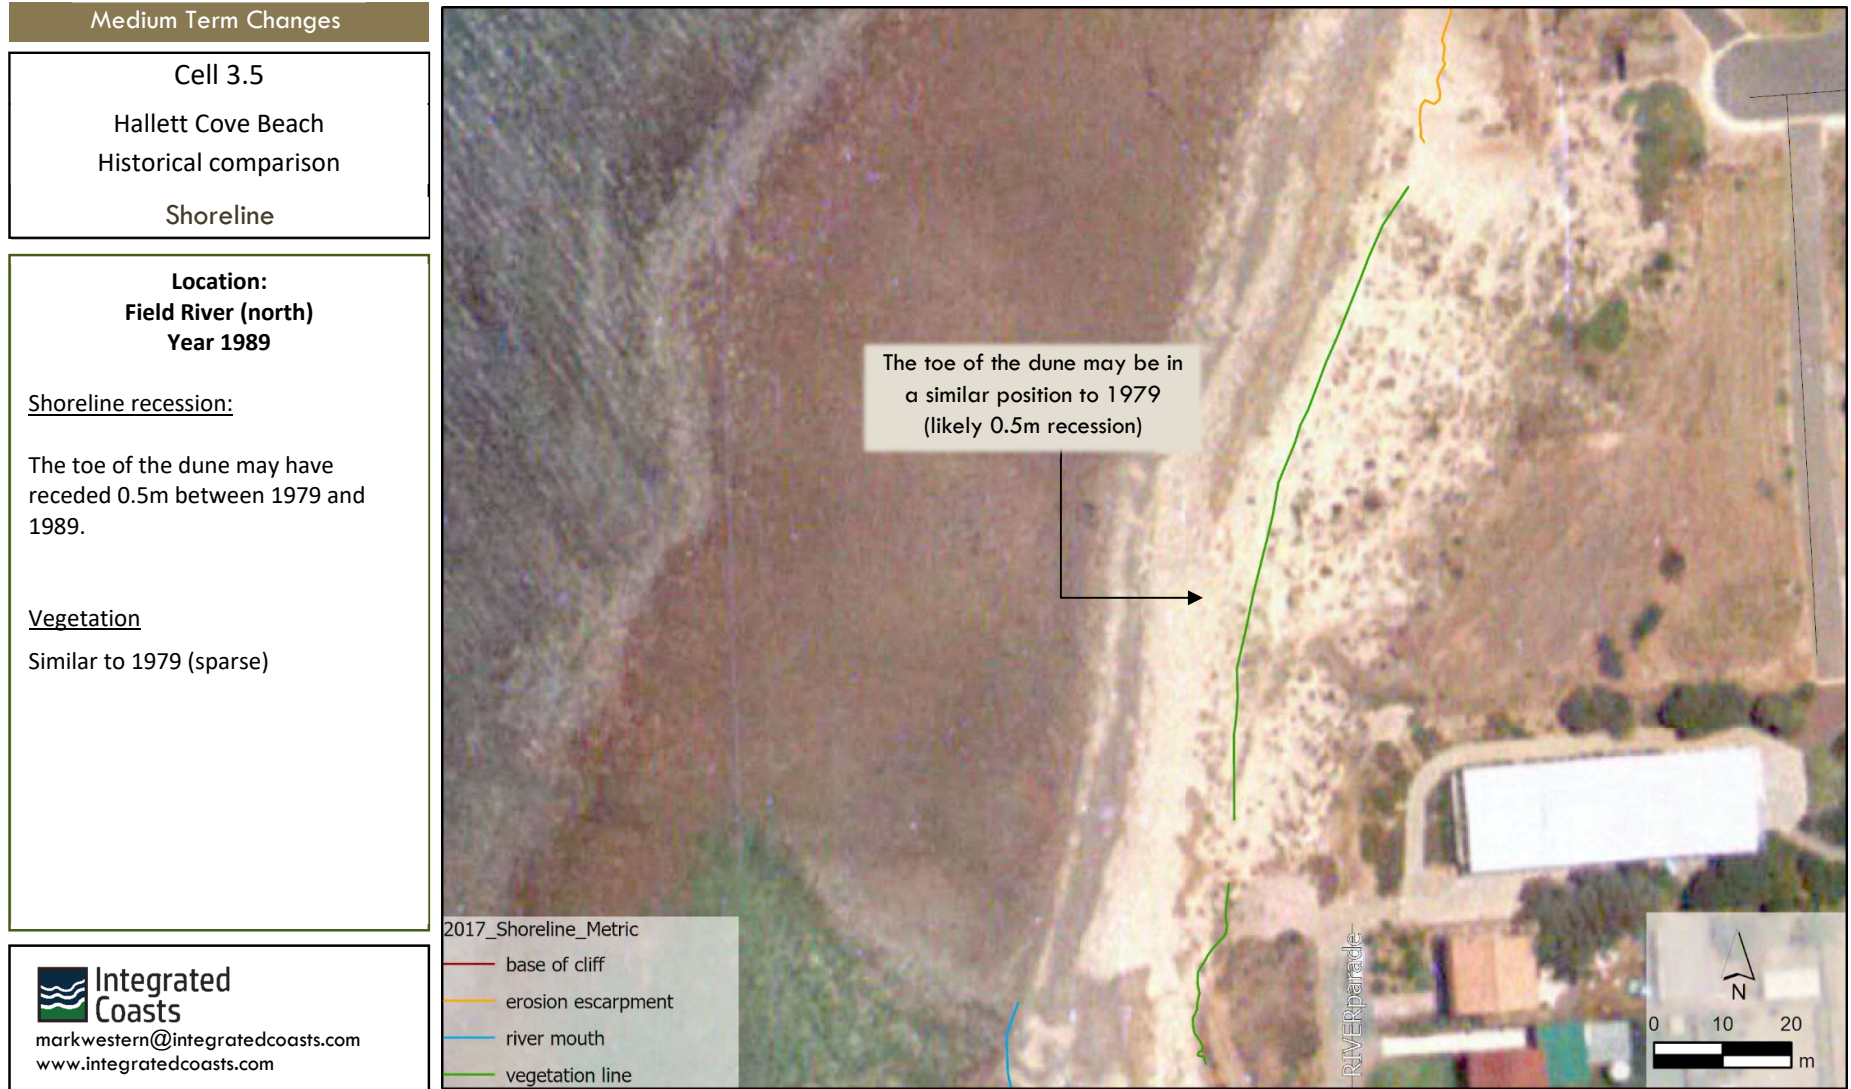 Medium Term Changes
Cell 3.5
Hallett Cove Beach
Historical comparison
Shoreline
Location:
Field River (north)
Year 1989
Shoreline recession:
The toe of the dune may have
receded 0.5m between 1979 and
1989.
Vegetation
Similar to 1979 (sparse)
Integrated
Coasts
markwestern@integratedcoasts.com
www.integratedcoasts.com
The toe of the dune may be in
a similar position to 1979
(likely 0.5m recession)
2017_Shoreline_Metric
base of cliff
erosion escarpment
river mouth
vegetation line
RIVERparade
N
0 10 20
m